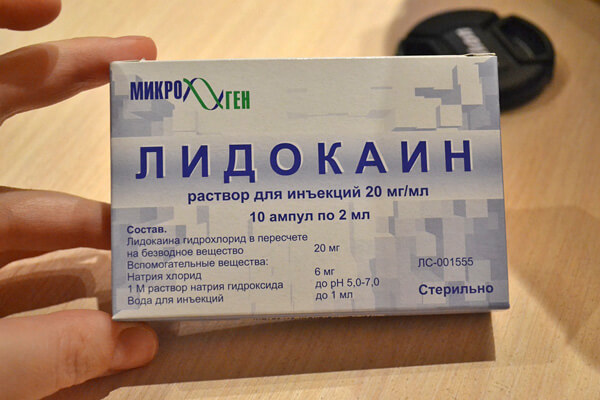 МИКРО ГЕН
ЛИДОКАИН
раствор для инъекций 20 мг/мл
10 ампул по 2 мл
Состав.
Лидокаина гидрохлорид в пересчете
на безводное вещество 20 мг
Вспомогательные вещества:
Натрия хлорид 6 мг
1 М раствор натрия гидроксида до pH 5,0-7,0
Вода для инъекций до 1 мл
ЛС-001555
Стерильно